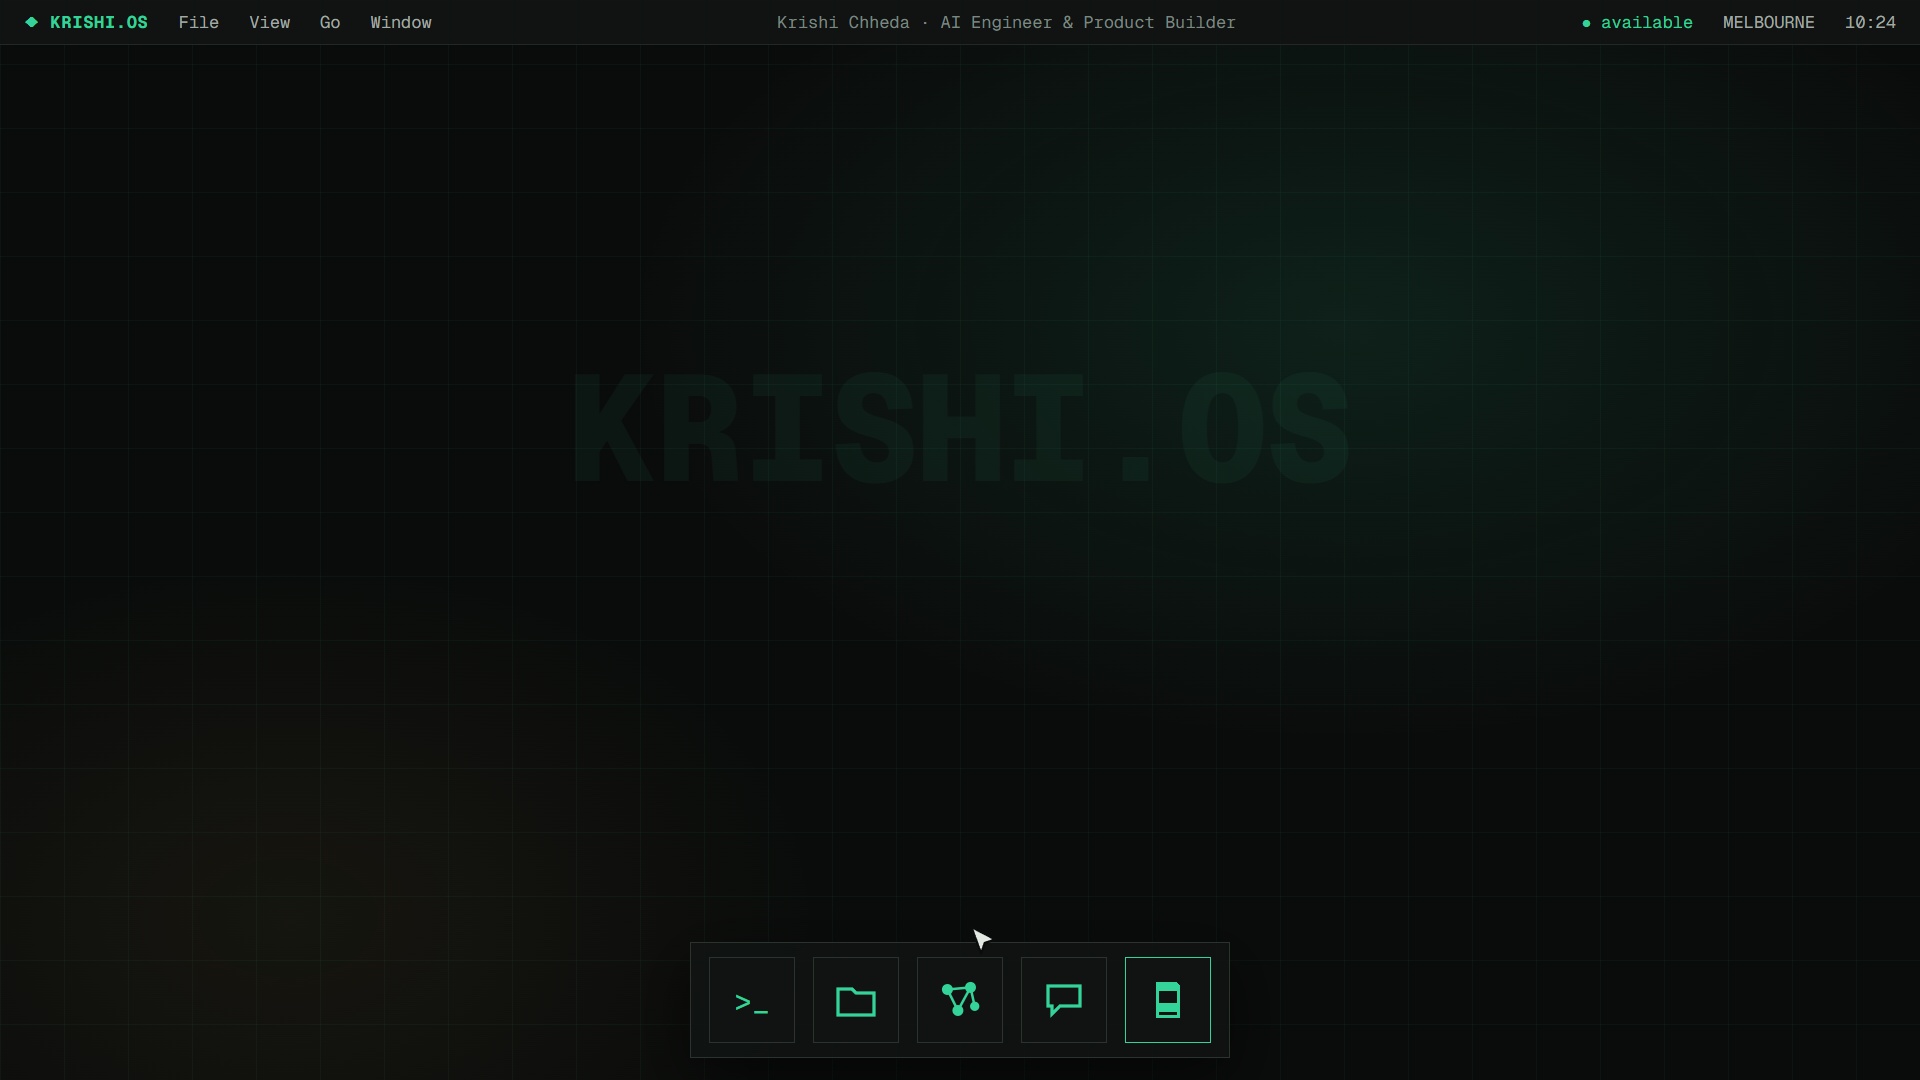 KRISHI.OS File View Go Window Krishi Chheda · AI Engineer & Product Builder ● available MELBOURNE 10:24
KRISHI.OS
>_